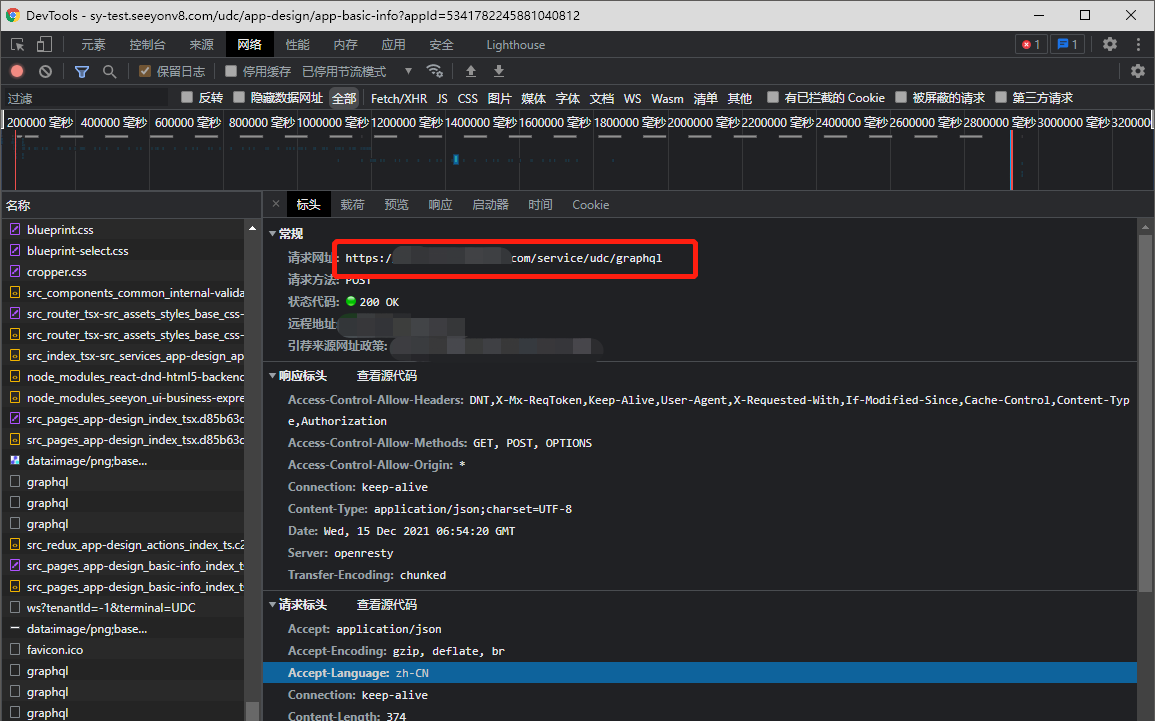 DevTools - sy-test.seeyonv8.com/udc/app-design/app-basic-info?appId=5341782245881040812
元素 控制台 来源 网络 性能 内存 应用 安全 Lighthouse 1 1
保留日志 停用缓存 已停用节流模式
过滤 反转 隐藏数据网址 全部 Fetch/XHR JS CSS 图片 媒体 字体 文档 WS Wasm 清单 其他 有已拦截的 Cookie 被屏蔽的请求 第三方请求
200000 毫秒 400000 毫秒 600000 毫秒 800000 毫秒 1000000 毫秒 1200000 毫秒 1400000 毫秒 1600000 毫秒 1800000 毫秒 2000000 毫秒 2200000 毫秒 2400000 毫秒 2600000 毫秒 2800000 毫秒 3000000 毫秒 320000
名称
blueprint.css
blueprint-select.css
cropper.css
src_components_common_internal-valida
src_router_tsx-src_assets_styles_base_css-
src_router_tsx-src_assets_styles_base_css-
src_index_tsx-src_services_app-design_ap
node_modules_react-dnd-html5-backend
node_modules_seeyon_ui-business-expre
src_pages_app-design_index_tsx.d85b63c
src_pages_app-design_index_tsx.d85b63c
data:image/png;base...
graphql
graphql
graphql
src_redux_app-design_actions_index_ts.c2
src_pages_app-design_basic-info_index_ts
src_pages_app-design_basic-info_index_ts
ws?tenantId=-1&terminal=UDC
data:image/png;base...
favicon.ico
graphql
graphql
graphql
标头 载荷 预览 响应 启动器 时间 Cookie
常规
请求网址: https:/ com/service/udc/graphql
请求方法: POST
状态代码: 200 OK
远程地址:
引荐来源网址政策:
响应标头 查看源代码
Access-Control-Allow-Headers: DNT,X-Mx-ReqToken,Keep-Alive,User-Agent,X-Requested-With,If-Modified-Since,Cache-Control,Content-Typ
e,Authorization
Access-Control-Allow-Methods: GET, POST, OPTIONS
Access-Control-Allow-Origin: *
Connection: keep-alive
Content-Type: application/json;charset=UTF-8
Date: Wed, 15 Dec 2021 06:54:20 GMT
Server: openresty
Transfer-Encoding: chunked
请求标头 查看源代码
Accept: application/json
Accept-Encoding: gzip, deflate, br
Accept-Language: zh-CN
Connection: keep-alive
Content-Length: 374